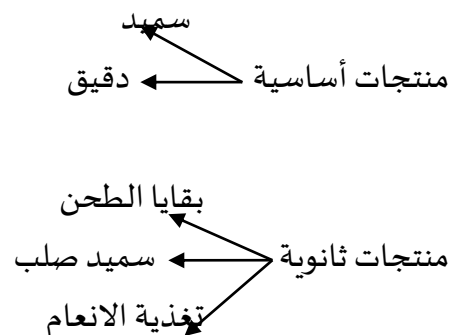 سميد
منتجات أساسية دقيق
بقايا الطحن
منتجات ثانوية سميد صلب
تغذية الانعام